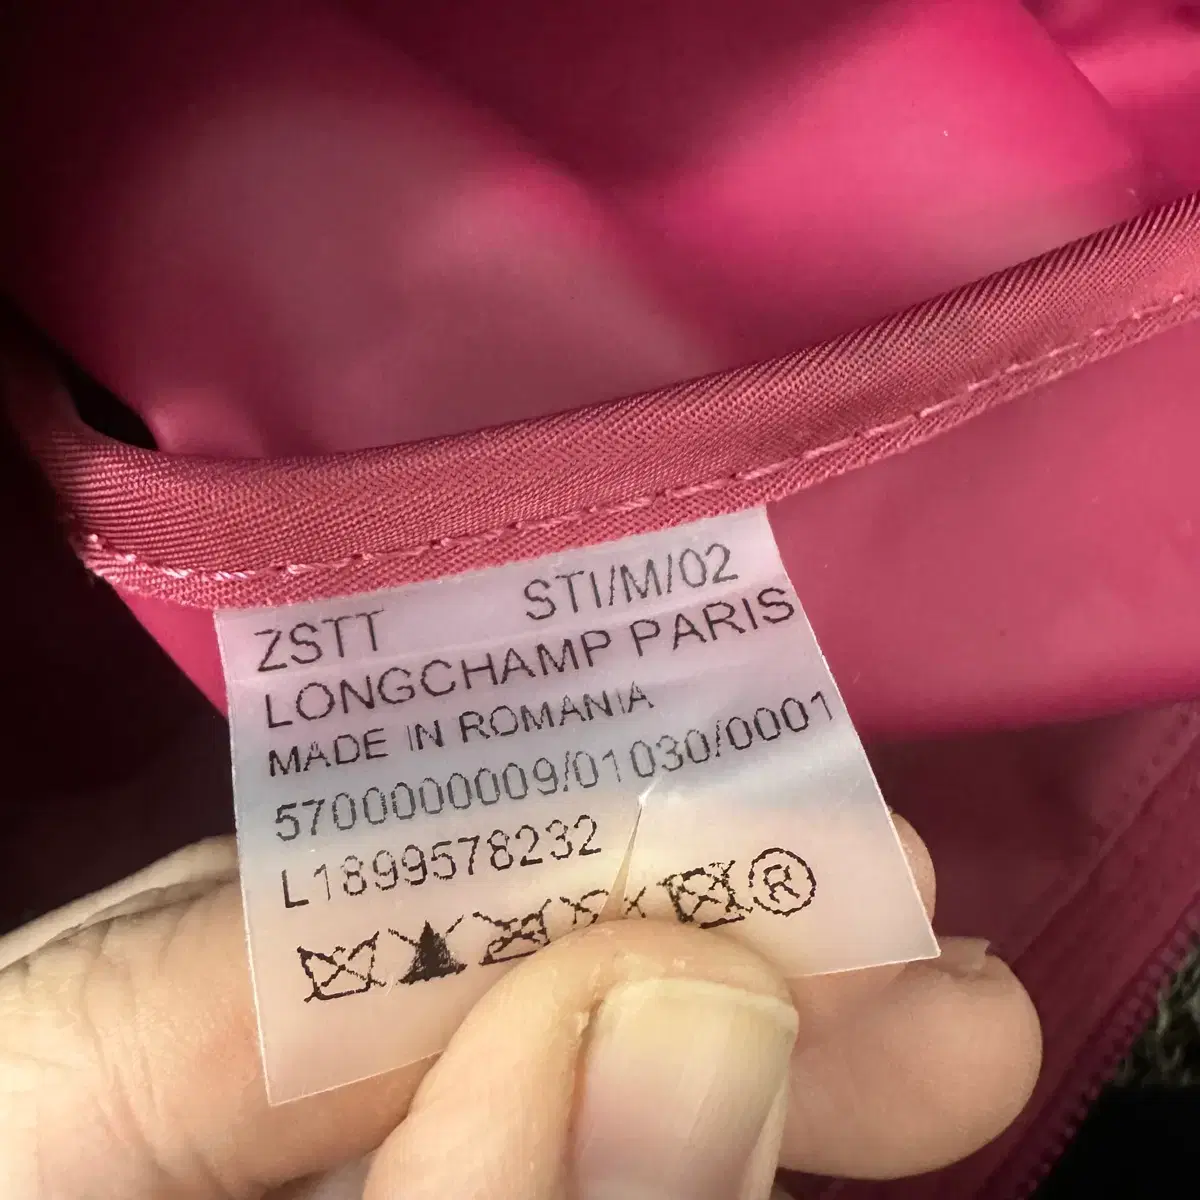 ZSTT STI/M/02
LONGCHAMP PARIS
MADE IN ROMANIA
5700000009/01030/0001
L1899578232
®